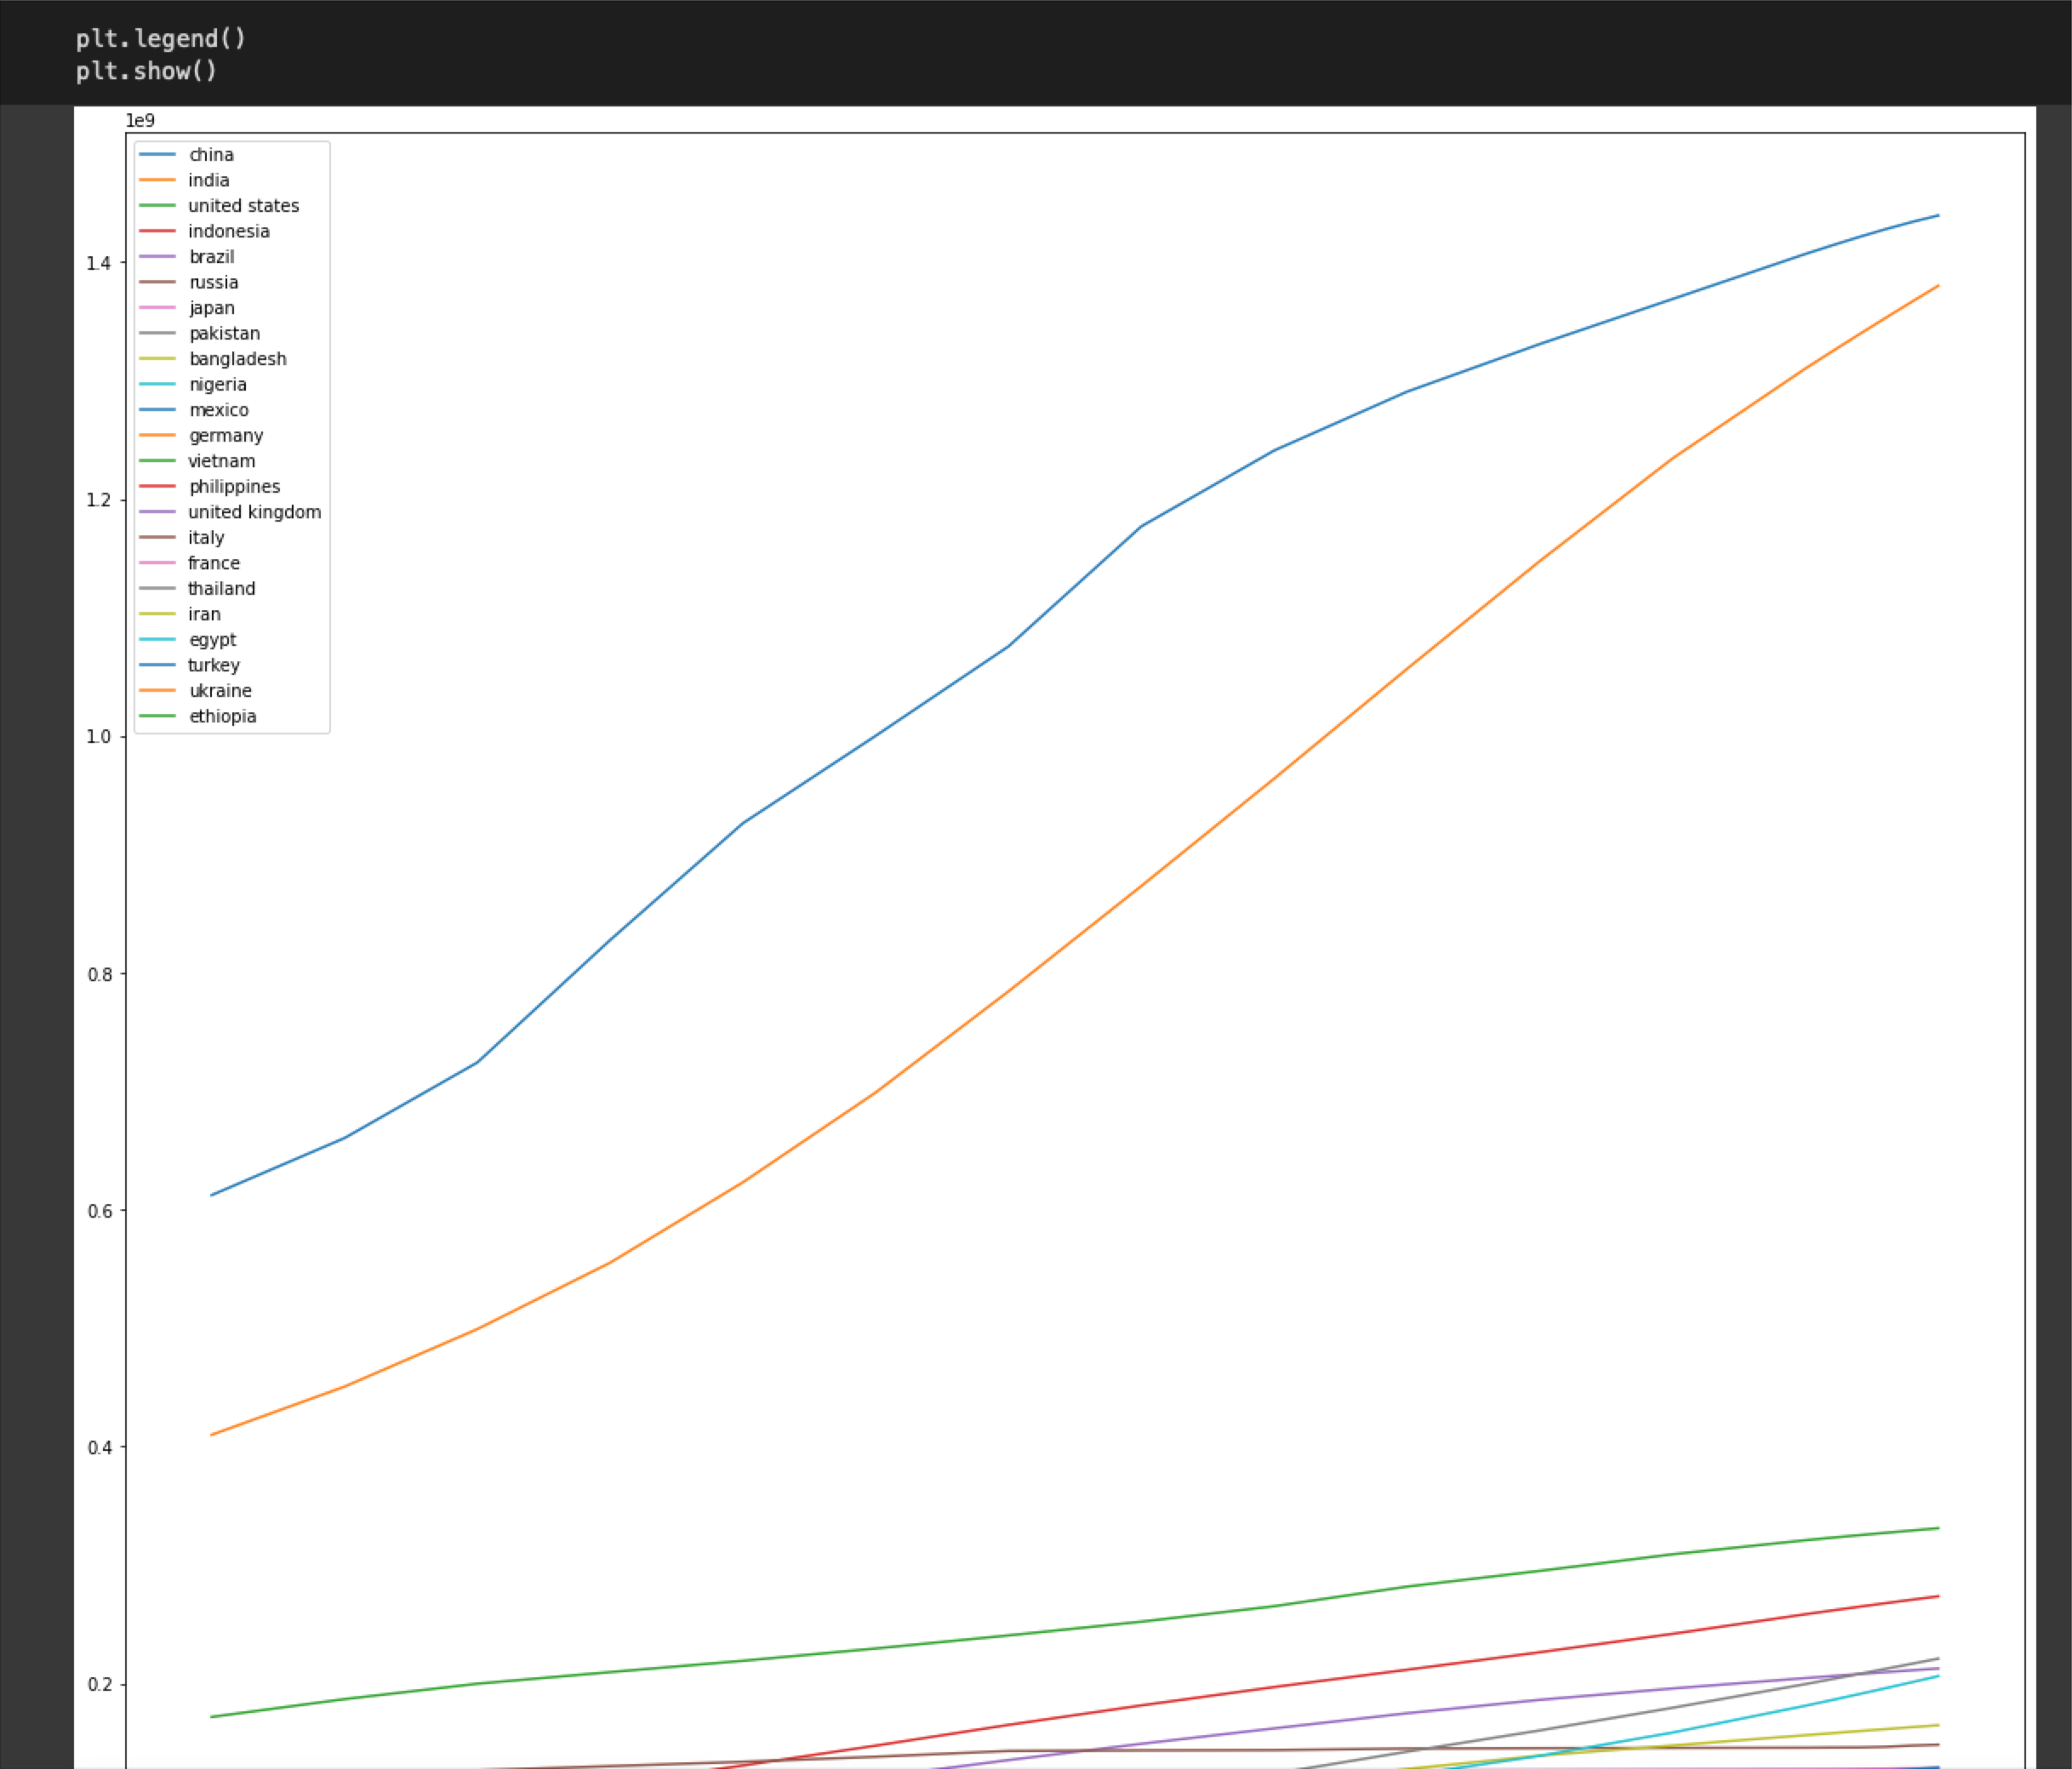 plt.legend()
plt.show()
1e9
china
india
united states
indonesia
brazil
russia
japan
pakistan
bangladesh
nigeria
mexico
germany
vietnam
philippines
united kingdom
italy
france
thailand
iran
egypt
turkey
ukraine
ethiopia
1.4
1.2
1.0
0.8
0.6
0.4
0.2